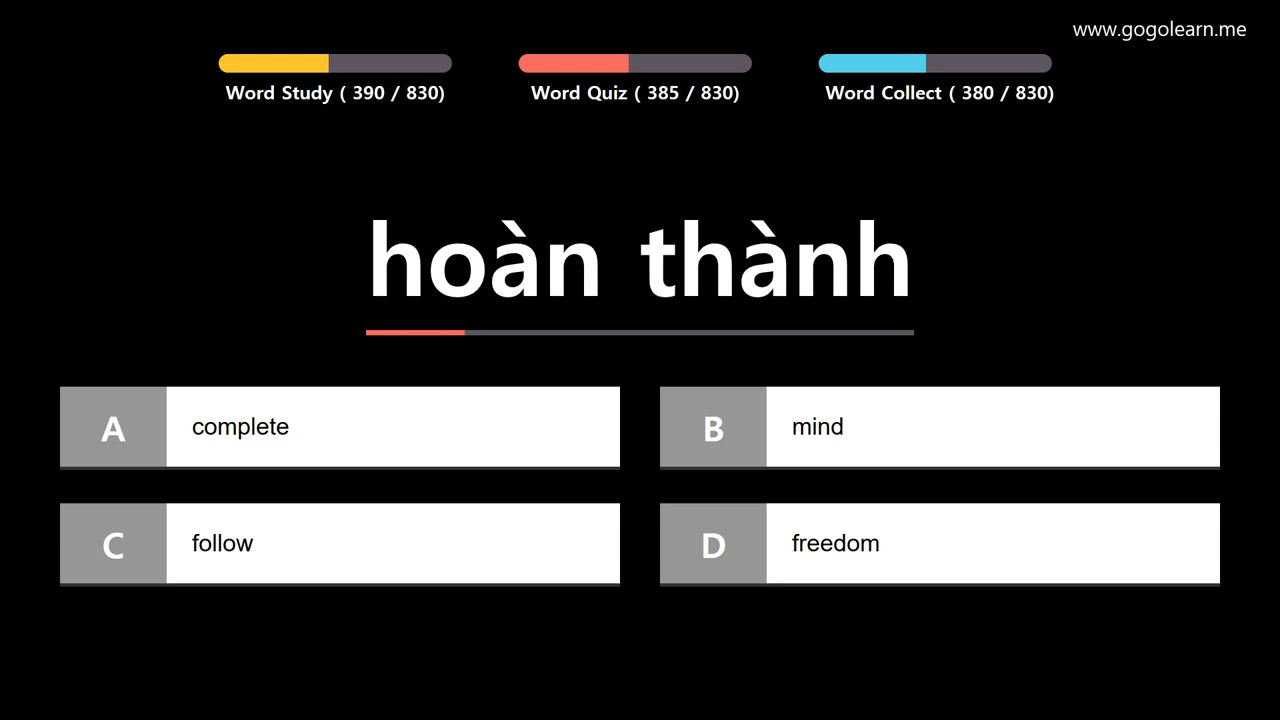 www.gogolearn.me
Word Study ( 390 / 830)
Word Quiz ( 385 / 830)
Word Collect ( 380 / 830)
hoàn thành
A complete
B mind
C follow
D freedom